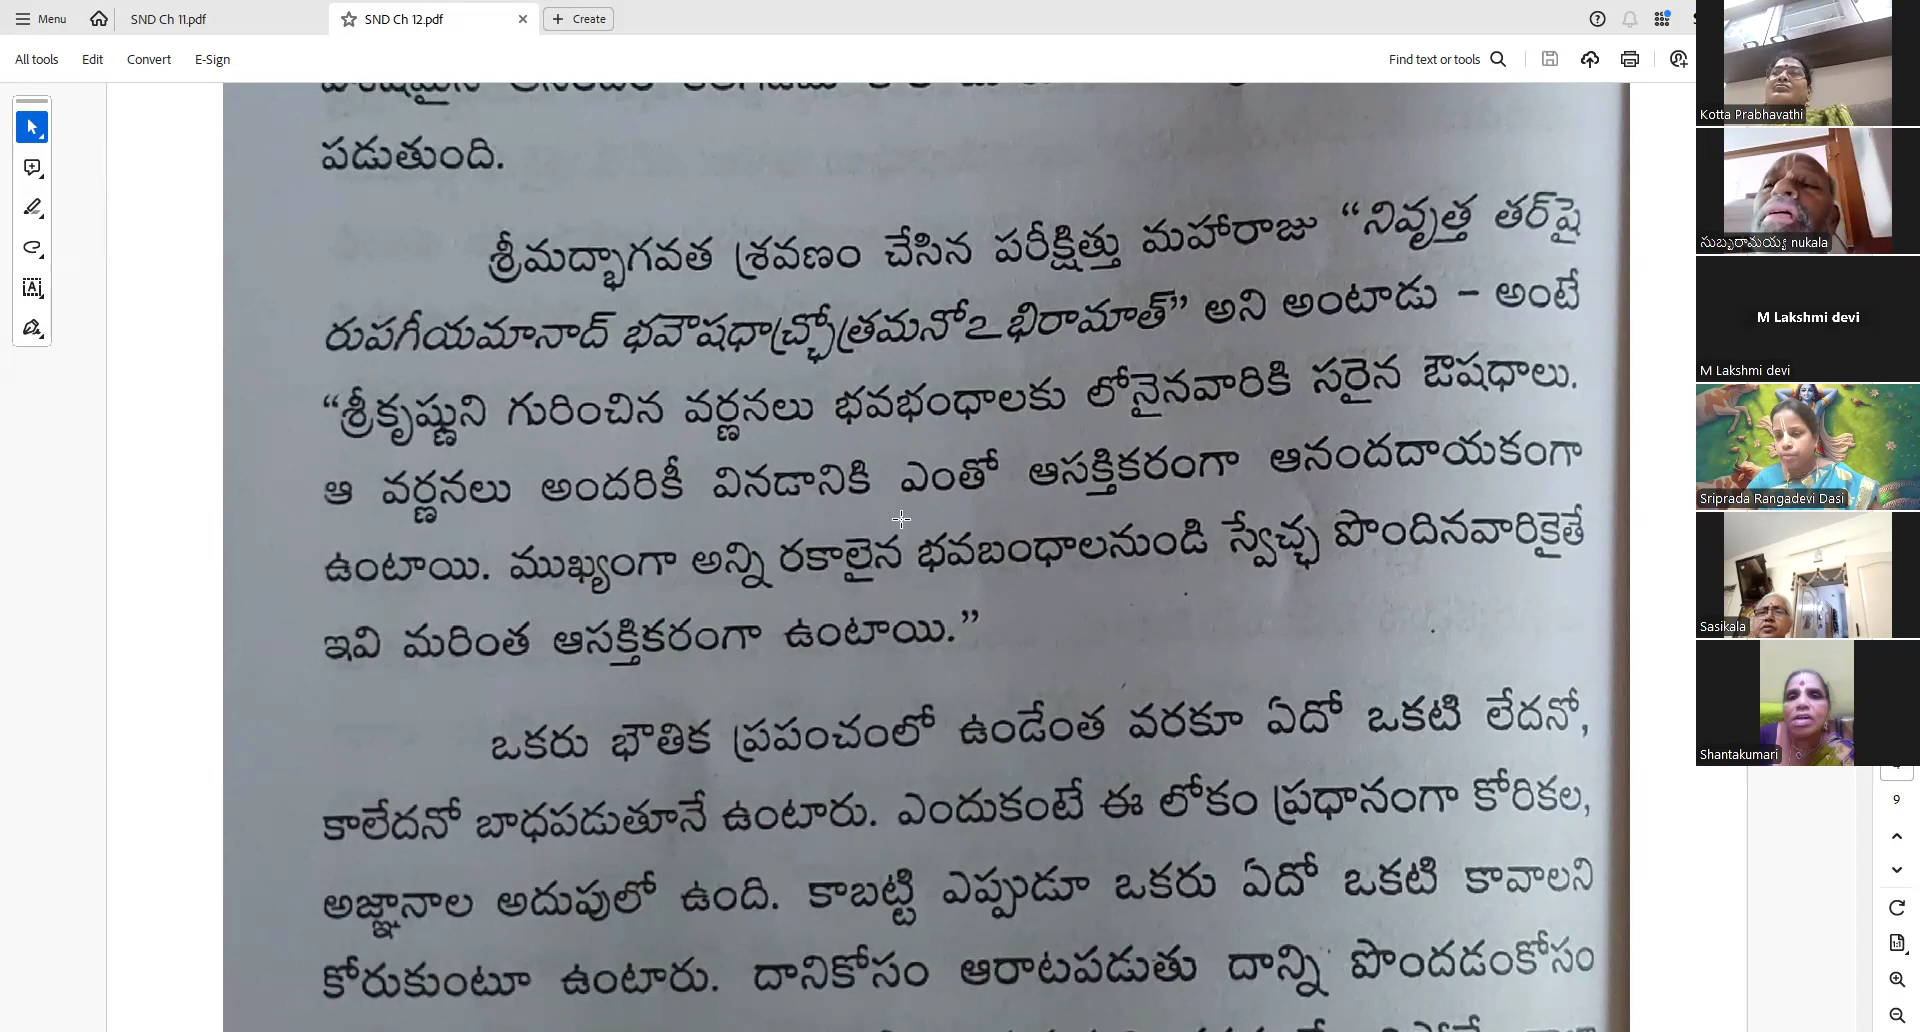 Menu
SND Ch 11.pdf
SND Ch 12.pdf
Create
All tools
Edit
Convert
E-Sign
Find text or tools
పడుతుంది.
శ్రీమద్భాగవత శ్రవణం చేసిన పరీక్షిత్తు మహారాజు “నివృత్త తర్‌షై
రుపగీయమానాద్ భవౌషధాచ్ఛ్రోత్రమనోఽభిరామాత్” అని అంటాడు – అంటే
“శ్రీకృష్ణుని గురించిన వర్ణనలు భవభంధాలకు లోనైనవారికి సరైన ఔషధాలు.
ఆ వర్ణనలు అందరికీ వినడానికి ఎంతో ఆసక్తికరంగా ఆనందదాయకంగా
ఉంటాయి. ముఖ్యంగా అన్ని రకాలైన భవబంధాలనుండి స్వేచ్ఛ పొందినవారికైతే
ఇవి మరింత ఆసక్తికరంగా ఉంటాయి.”
ఒకరు భౌతిక ప్రపంచంలో ఉండేంత వరకూ ఏదో ఒకటి లేదనో,
కాలేదనో బాధపడుతూనే ఉంటారు. ఎందుకంటే ఈ లోకం ప్రధానంగా కోరికల,
అజ్ఞానాల అదుపులో ఉంది. కాబట్టి ఎప్పుడూ ఒకరు ఏదో ఒకటి కావాలని
కోరుకుంటూ ఉంటారు. దానికోసం ఆరాటపడుతు దాన్ని పొందడంకోసం
Kotta Prabhavathi
సుబ్బరామయ్య nukala
M Lakshmi devi
M Lakshmi devi
Sriprada Rangadevi Dasi
Sasikala
Shantakumari
9